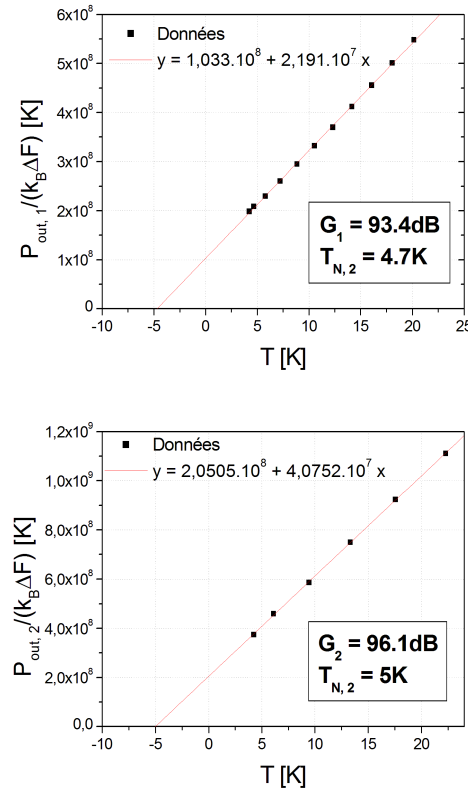 6x10⁸
5x10⁸
4x10⁸
3x10⁸
2x10⁸
1x10⁸
0
P_out, 1/(k_BΔF) [K]
Données
y = 1,033.10⁸ + 2,191.10⁷ x
G₁ = 93.4dB
T_N, 2 = 4.7K
-10 -5 0 5 10 15 20 25
T [K]
1,2x10⁹
1,0x10⁹
8,0x10⁸
6,0x10⁸
4,0x10⁸
2,0x10⁸
0,0
P_out, 2/(k_BΔF) [K]
Données
y = 2,0505.10⁸ + 4,0752.10⁷ x
G₂ = 96.1dB
T_N, 2 = 5K
-10 -5 0 5 10 15 20
T [K]